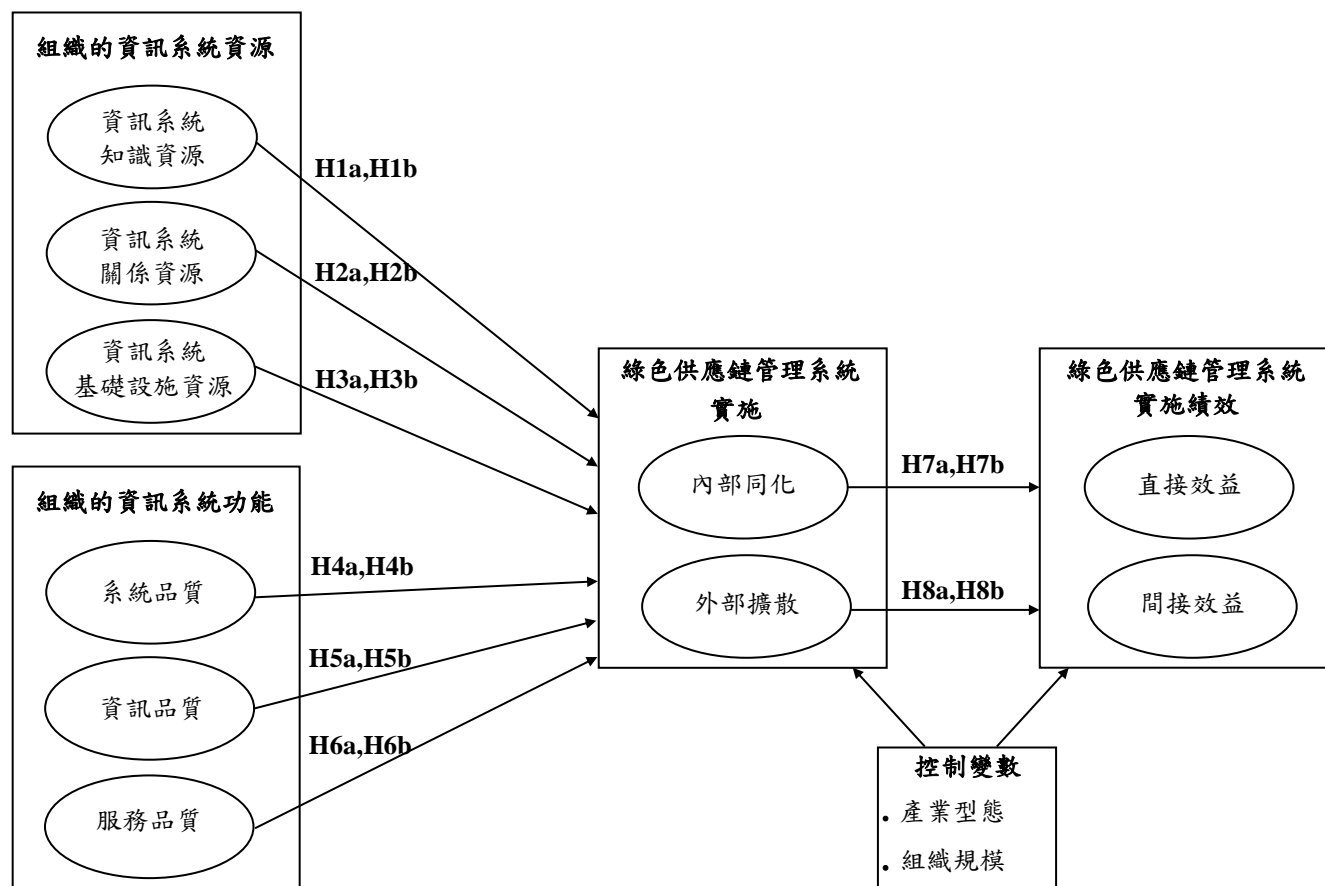 組織的資訊系統資源
資訊系統
知識資源
資訊系統
關係資源
資訊系統
基礎設施資源
H1a,H1b
H2a,H2b
H3a,H3b
組織的資訊系統功能
系統品質
資訊品質
服務品質
H4a,H4b
H5a,H5b
H6a,H6b
綠色供應鏈管理系統
實施
內部同化
外部擴散
H7a,H7b
H8a,H8b
綠色供應鏈管理系統
實施績效
直接效益
間接效益
控制變數
• 產業型態
• 組織規模